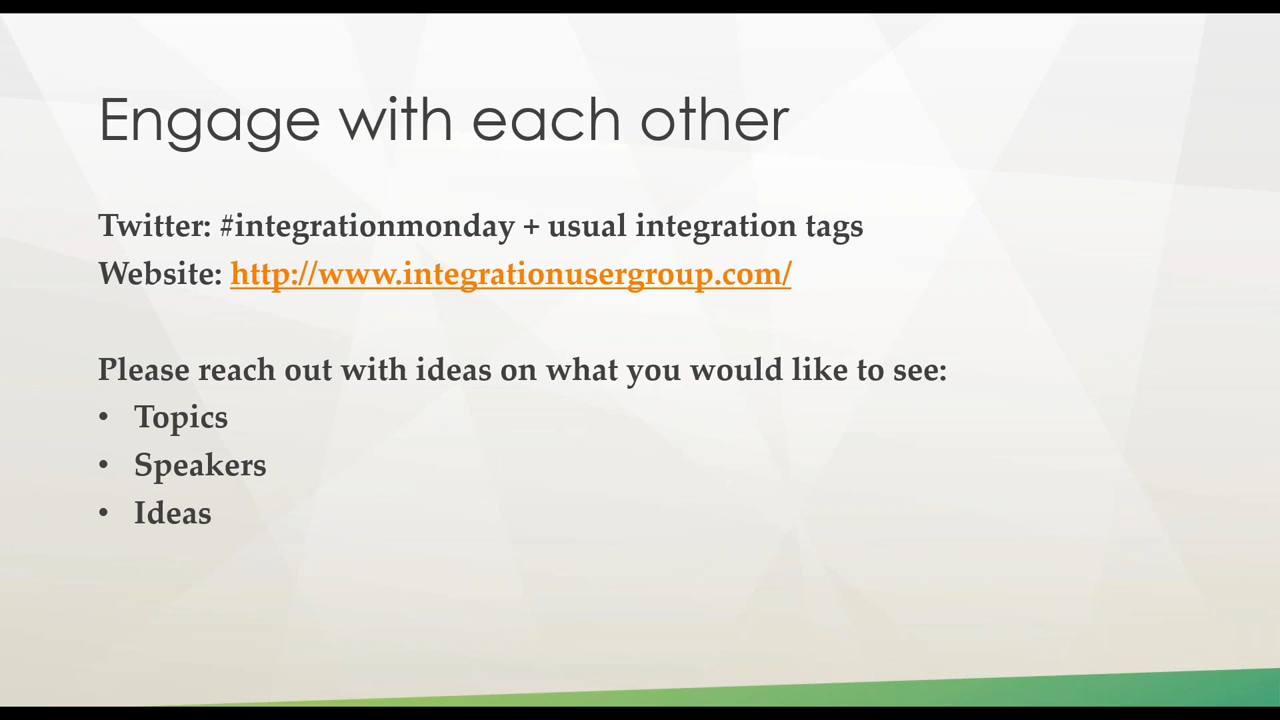 Engage with each other
Twitter: #integrationmonday + usual integration tags
Website: http://www.integrationusergroup.com/
Please reach out with ideas on what you would like to see:
• Topics
• Speakers
• Ideas